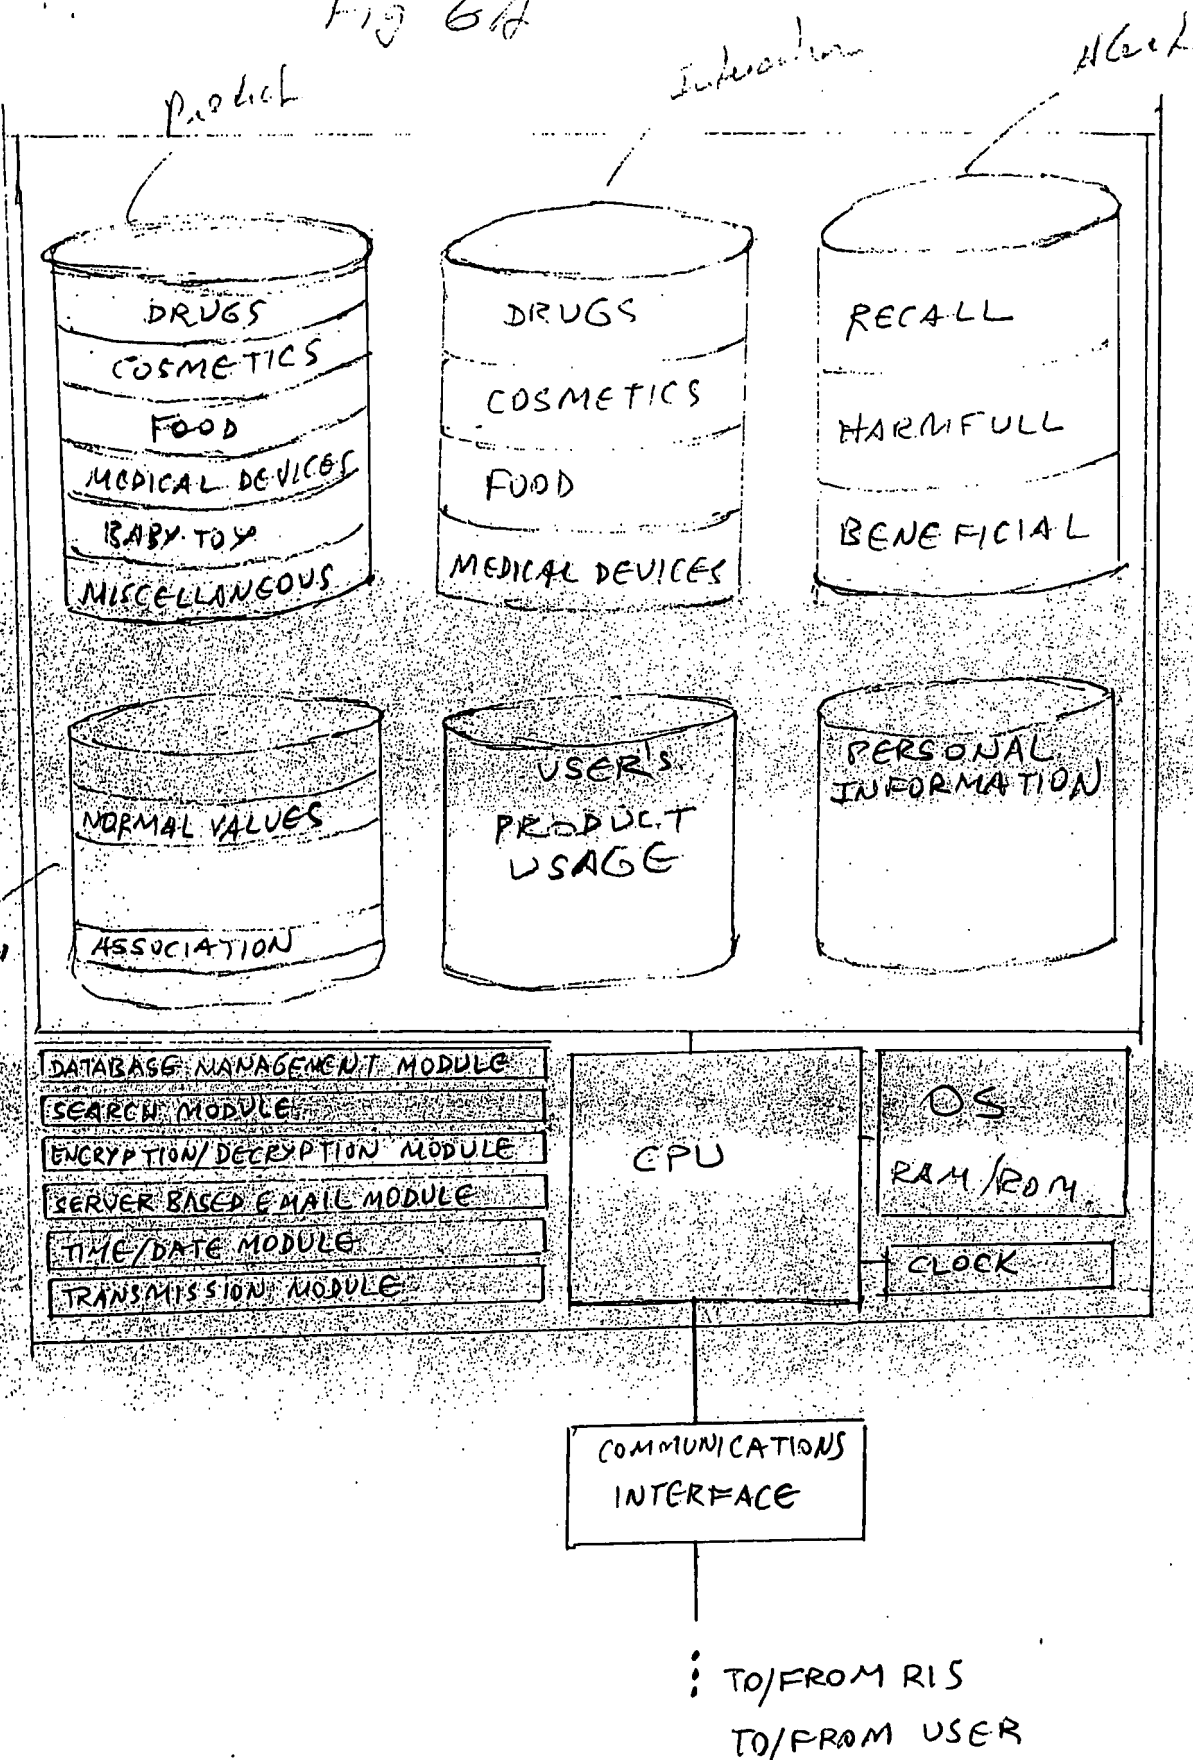 Fig 6A
Product
Interaction
Alert
DRUGS
COSMETICS
FOOD
MEDICAL DEVICES
BABY TOY
MISCELLANEOUS
DRUGS
COSMETICS
FOOD
MEDICAL DEVICES
RECALL
HARMFULL
BENEFICIAL
NORMAL VALUES
ASSOCIATION
USER'S
PRODUCT
USAGE
PERSONAL
INFORMATION
DATABASE MANAGEMENT MODULE
SEARCH MODULE
ENCRYPTION/DECRYPTION MODULE
SERVER BASED EMAIL MODULE
TIME/DATE MODULE
TRANSMISSION MODULE
CPU
OS
RAM/ROM
CLOCK
COMMUNICATIONS
INTERFACE
TO/FROM RIS
TO/FROM USER